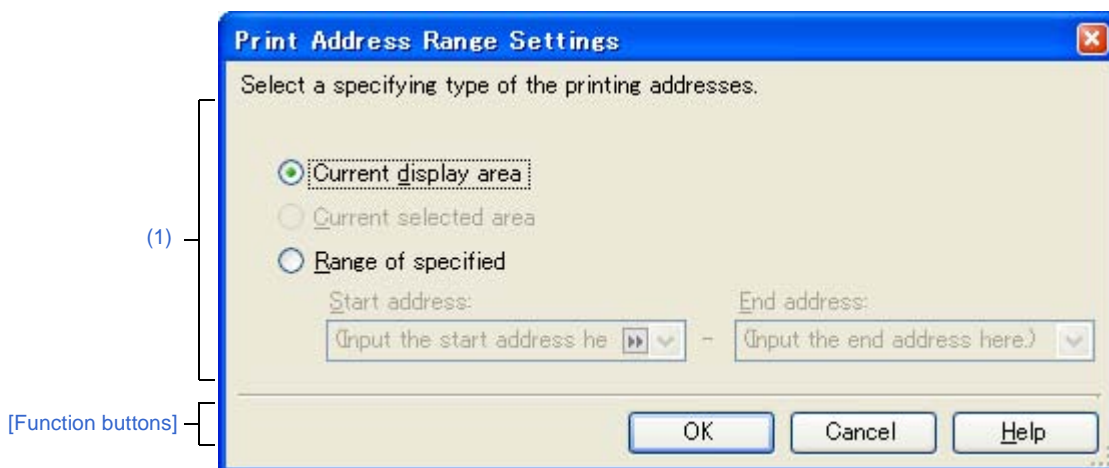 Print Address Range Settings
Select a specifying type of the printing addresses.
Current display area
Current selected area
(1)
Range of specified
Start address: End address:
(Input the start address he - (Input the end address here.)
[Function buttons]
OK Cancel Help